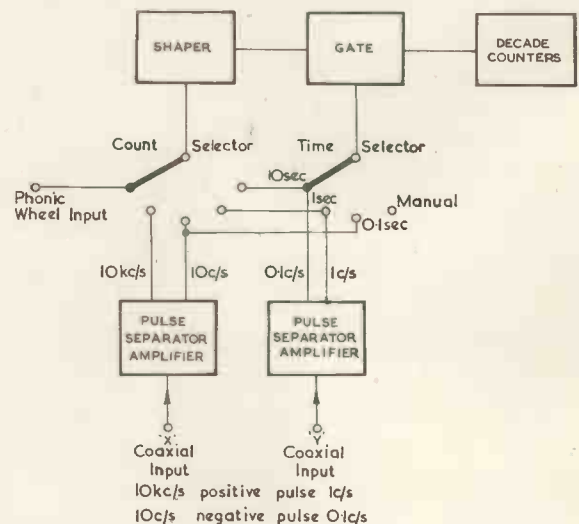 SHAPER
GATE
DECADE
COUNTERS
Count
Selector
Time
Selector
Phonic
Wheel Input
10sec
1sec
Manual
0·1sec
10kc/s
10c/s
0·1c/s
1c/s
PULSE
SEPARATOR
AMPLIFIER
PULSE
SEPARATOR
AMPLIFIER
'X'
Coaxial
Input
'Y'
Coaxial
Input
10kc/s positive pulse 1c/s
10c/s negative pulse 0·1c/s